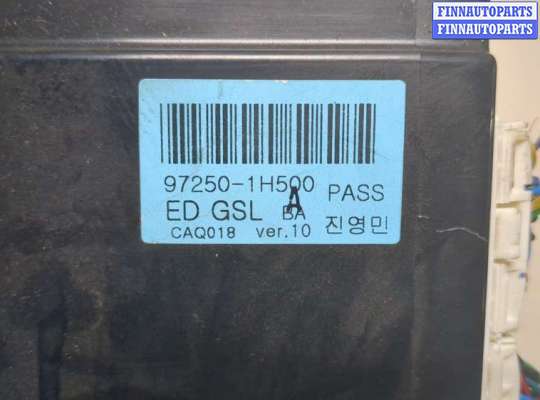 FINNAUTOPARTS
FINNAUTOPARTS
97250-1H500 PASS
ED GSL A BA
CAQ018 ver.10 진영민